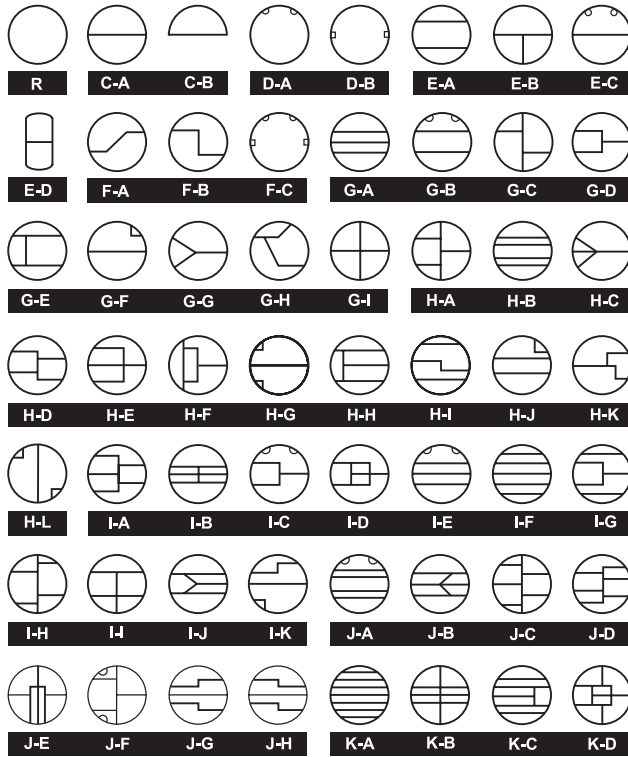 R C-A C-B D-A D-B E-A E-B E-C
E-D F-A F-B F-C G-A G-B G-C G-D
G-E G-F G-G G-H G-I H-A H-B H-C
H-D H-E H-F H-G H-H H-I H-J H-K
H-L I-A I-B I-C I-D I-E I-F I-G
I-H I-I I-J I-K J-A J-B J-C J-D
J-E J-F J-G J-H K-A K-B K-C K-D